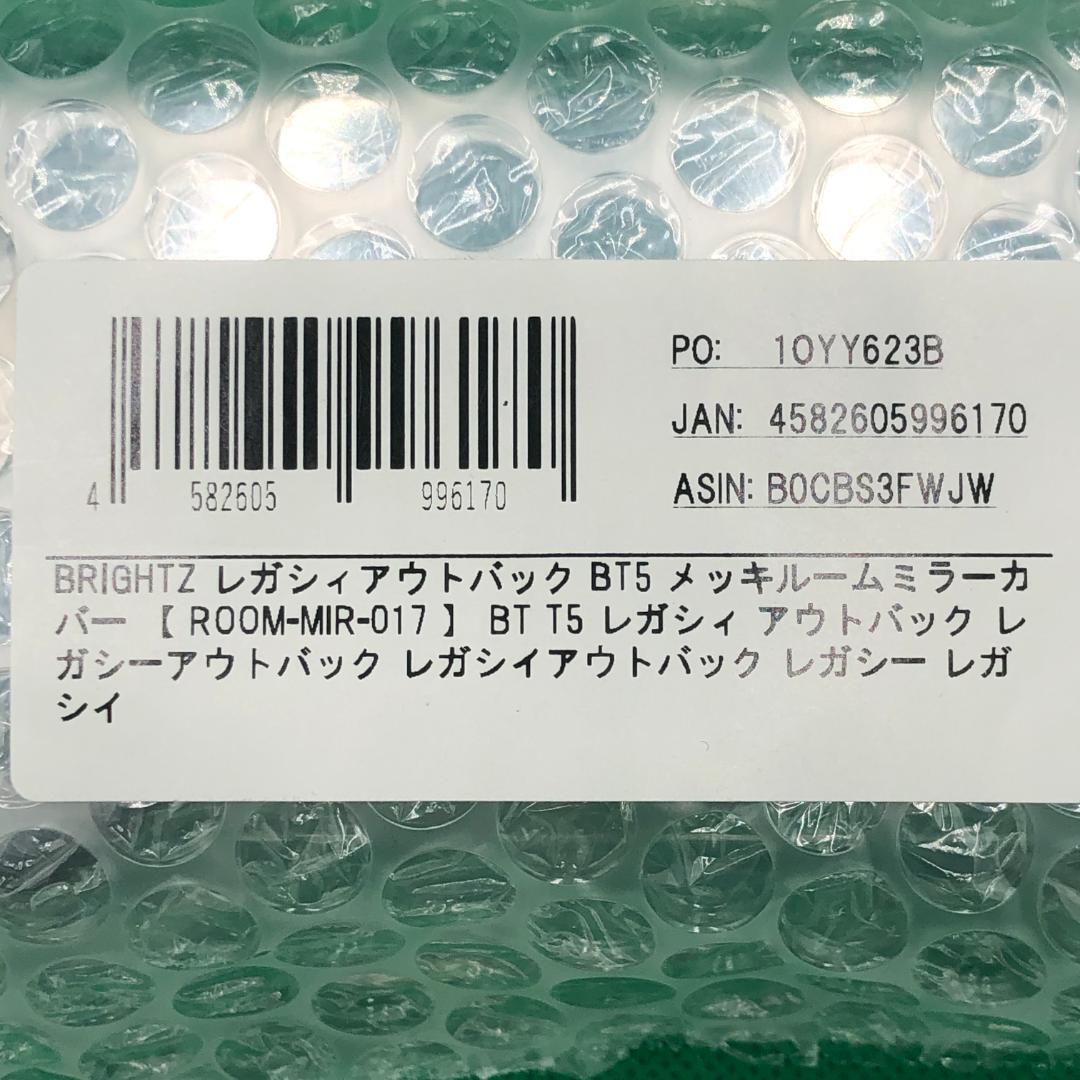 PO: 10YY623B
JAN: 4582605996170
ASIN: B0CBS3FWJW
4 582605 996170
BRIGHTZ レガシィアウトバック BT5 メッキルームミラーカ
バー 【 ROOM-MIR-017 】 BT T5 レガシィ アウトバック レ
ガシーアウトバック レガシイアウトバック レガシー レガ
シイ